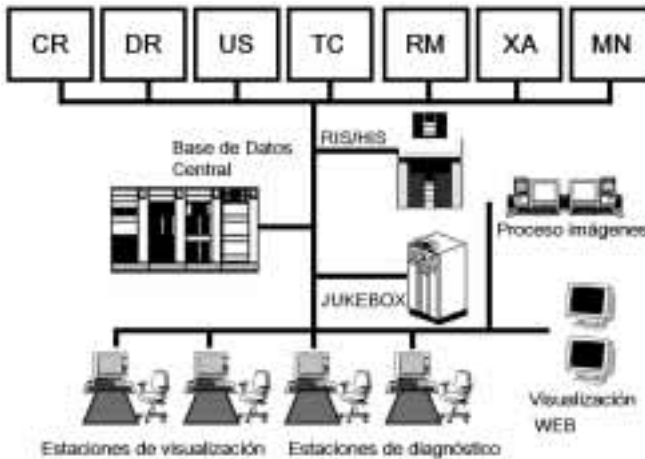 CR DR US TC RM XA MN
RIS/HIS
Base de Datos
Central
Proceso imágenes
JUKEBOX
Visualización
WEB
Estaciones de visualización
Estaciones de diagnóstico